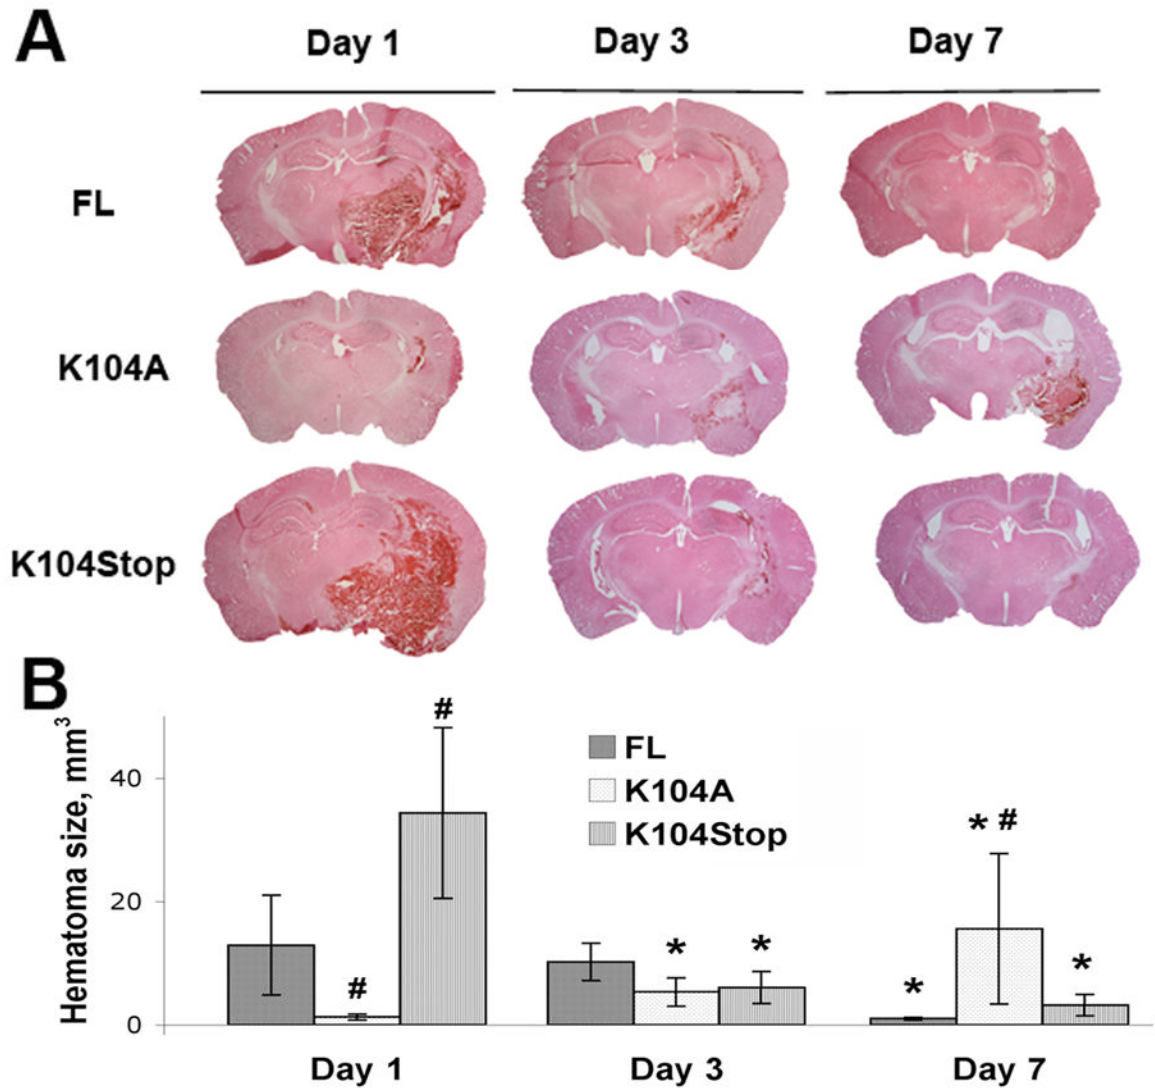 A
Day 1
Day 3
Day 7
FL
K104A
K104Stop
B
Hematoma size, mm³
40
20
0
#
#
FL
K104A
K104Stop
*
*
*
* #
*
Day 1
Day 3
Day 7